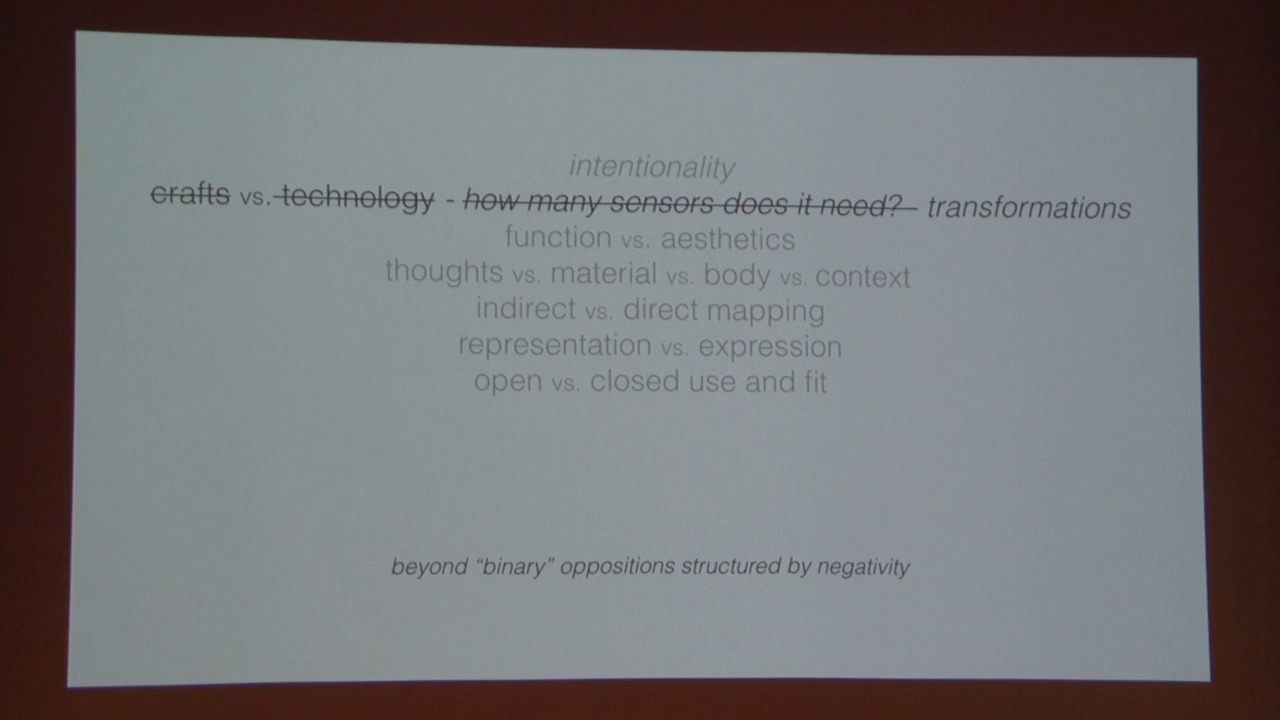 intentionality
crafts vs. technology - how many sensors does it need? transformations
function vs. aesthetics
thoughts vs. material vs. body vs. context
indirect vs. direct mapping
representation vs. expression
open vs. closed use and fit
beyond “binary” oppositions structured by negativity